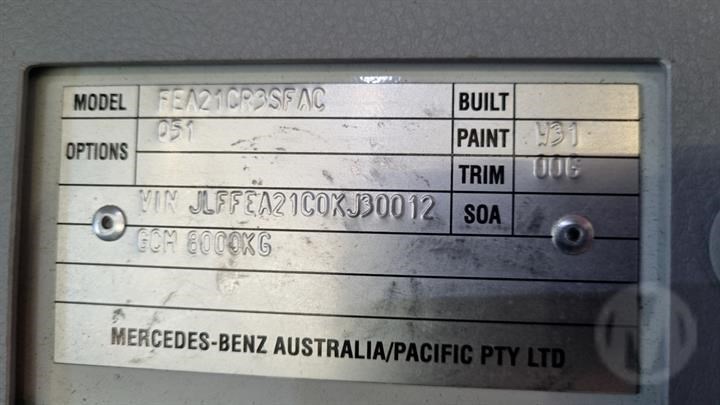 MODEL FEA21CR3SFAC BUILT
OPTIONS 051 PAINT W31
TRIM 00G
VIN JLFFEA21C0KJ30012 SOA
GCM 8000KG
MERCEDES-BENZ AUSTRALIA/PACIFIC PTY LTD